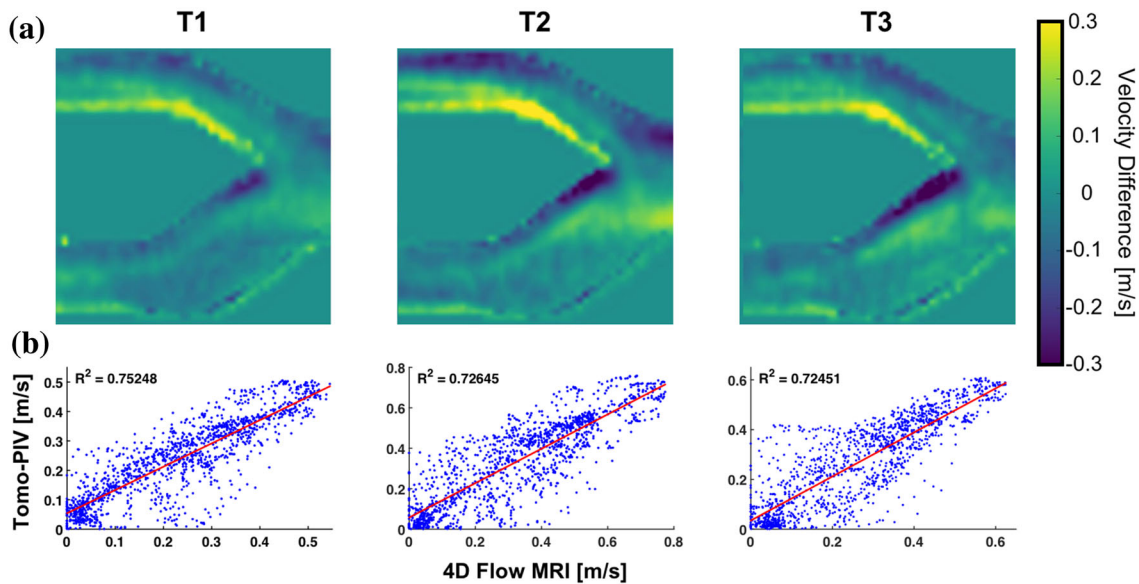 (a)
T1 T2 T3
0.3
0.2
0.1
0
-0.1
-0.2
-0.3
Velocity Difference [m/s]
(b)
R² = 0.75248
0.5
0.4
0.3
0.2
0.1
0
0 0.1 0.2 0.3 0.4 0.5
R² = 0.72645
0.8
0.6
0.4
0.2
0
0 0.2 0.4 0.6 0.8
R² = 0.72451
0.6
0.4
0.2
0
0 0.2 0.4 0.6
Tomo-PIV [m/s]
4D Flow MRI [m/s]